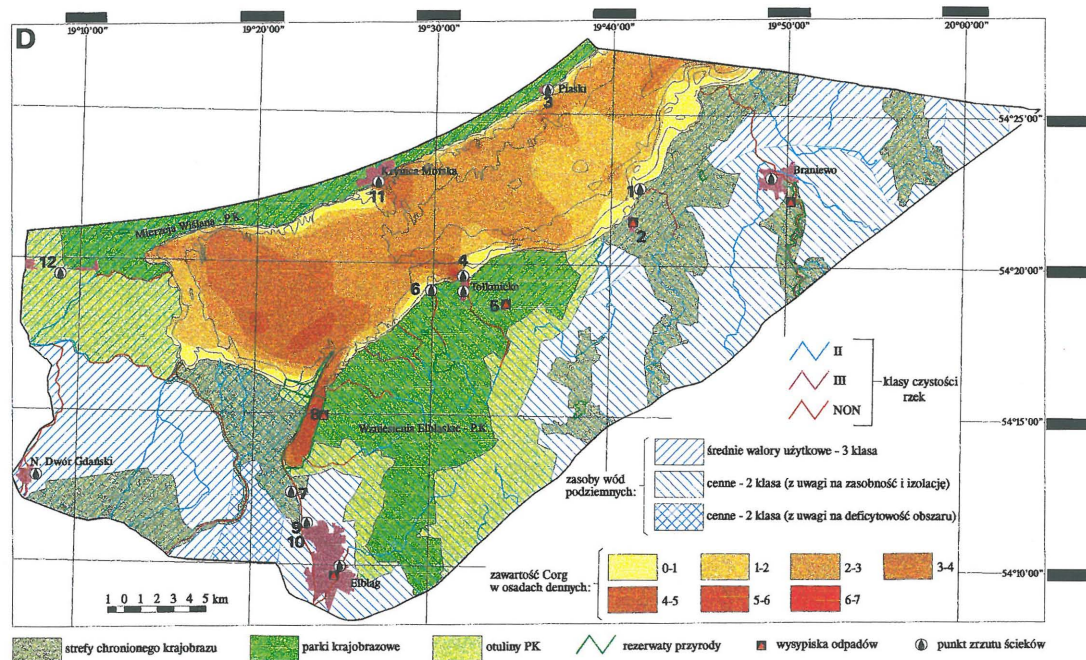 D
19°10'00" 19°20'00" 19°30'00" 19°40'00" 19°50'00" 20°00'00"
Piaski
3
54°25'00"
Krynica Morska
11
Braniewo
1
2
Mierzeja Wiślana - P.K.
12
4
54°20'00"
6
Tolkmicko
5
II
III
NON
klasy czystości
rzek
8
54°15'00"
Wzniesienia Elbląskie - P.K.
średnie walory użytkowe - 3 klasa
zasoby wód
podziemnych:
cenne - 2 klasa (z uwagi na zasobność i izolację)
cenne - 2 klasa (z uwagi na deficytowość obszaru)
N. Dwór Gdański
7
9
10
Elbląg
zawartość Corg
w osadach dennych:
0-1 1-2 2-3 3-4
4-5 5-6 6-7
54°10'00"
1 0 1 2 3 4 5 km
strefy chronionego krajobrazu parki krajobrazowe otuliny PK rezerwaty przyrody wysypiska odpadów punkt zrzutu ścieków